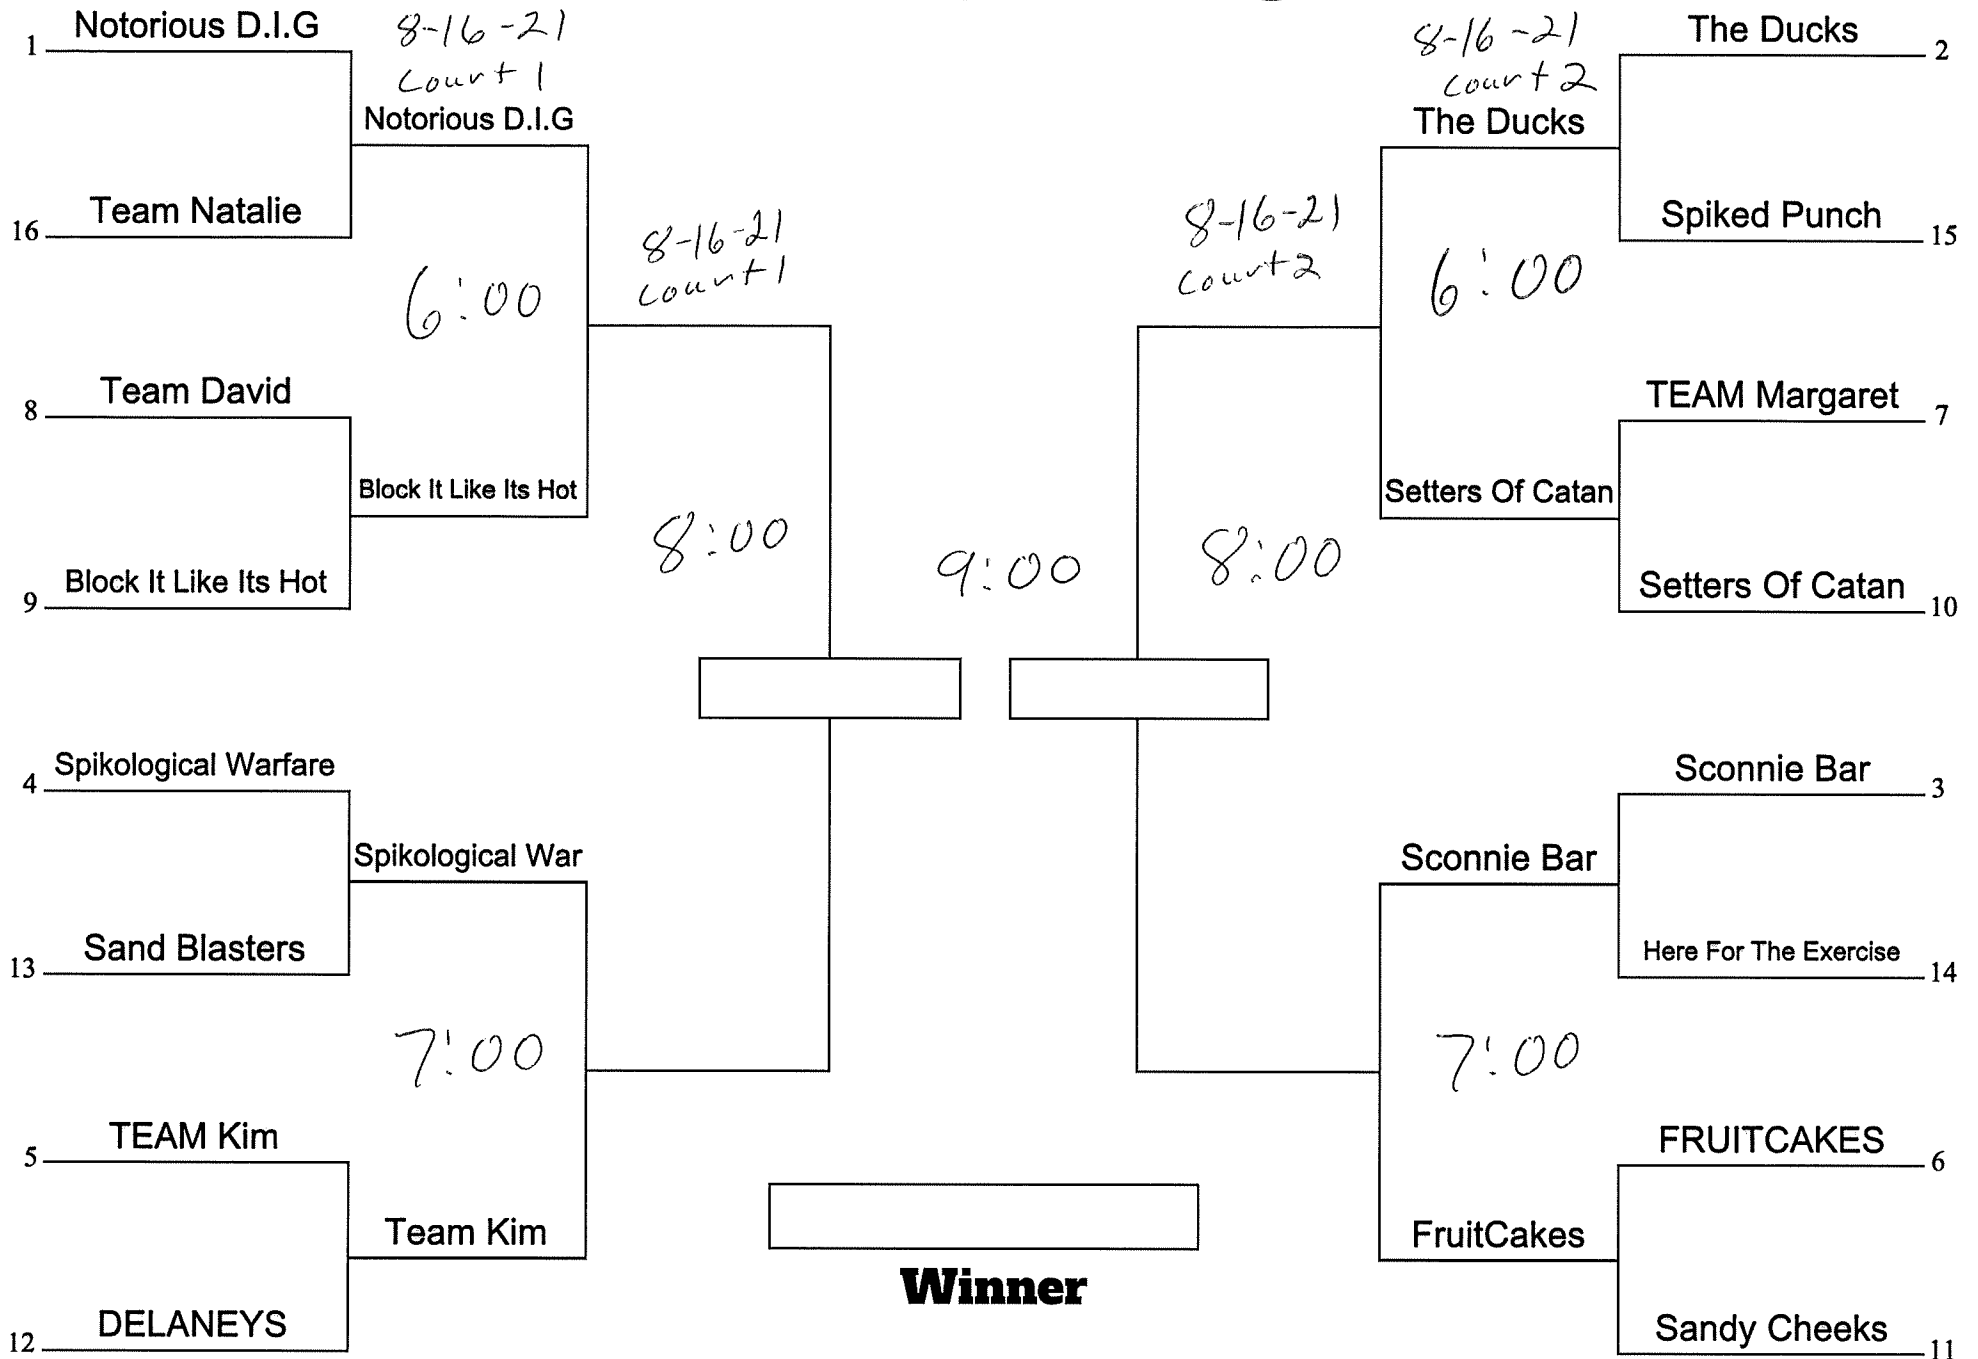 Notorious D.I.G
1
8-16-21
Court 1
Notorious D.I.G
Team Natalie
16
6:00
8-16-21
Court 1
Team David
8
Block It Like Its Hot
Block It Like Its Hot
9
8:00
9:00
Spikological Warfare
4
Spikological War
Sand Blasters
13
7:00
TEAM Kim
5
Team Kim
DELANEYS
12
8-16-21
Court 2
The Ducks
2
The Ducks
Spiked Punch
15
8-16-21
Court 2
6:00
TEAM Margaret
7
Setters Of Catan
8:00
Setters Of Catan
10
Sconnie Bar
3
Sconnie Bar
Here For The Exercise
14
7:00
FRUITCAKES
6
FruitCakes
Sandy Cheeks
11
Winner